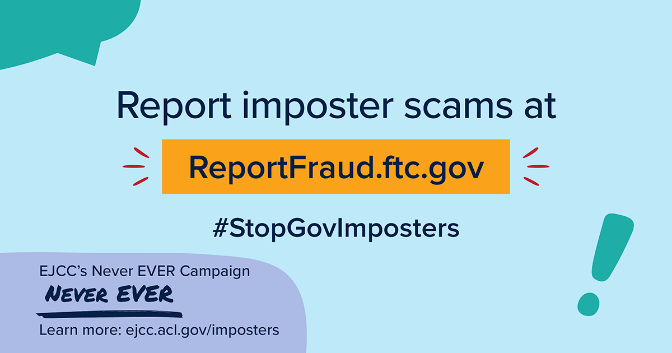 Report imposter scams at
ReportFraud.ftc.gov
#StopGovImposters
EJCC’s Never EVER Campaign
Never EVER
Learn more: ejcc.acl.gov/imposters